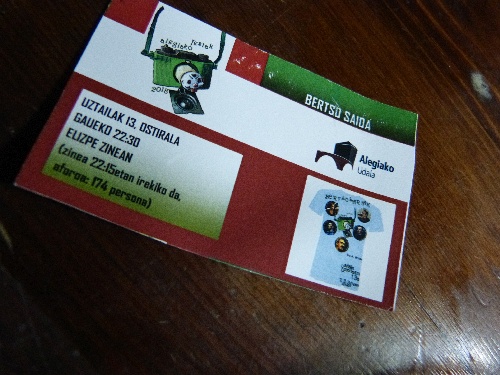 alegiako festak
2018
BERTSO SAIOA
UZTAILAK 13, OSTIRALA
GAUEKO 22:30
ELIZPE ZINEAN
(zinea 22:15etan irekiko da,
aforoa: 174 persona)
Alegiako
Udala